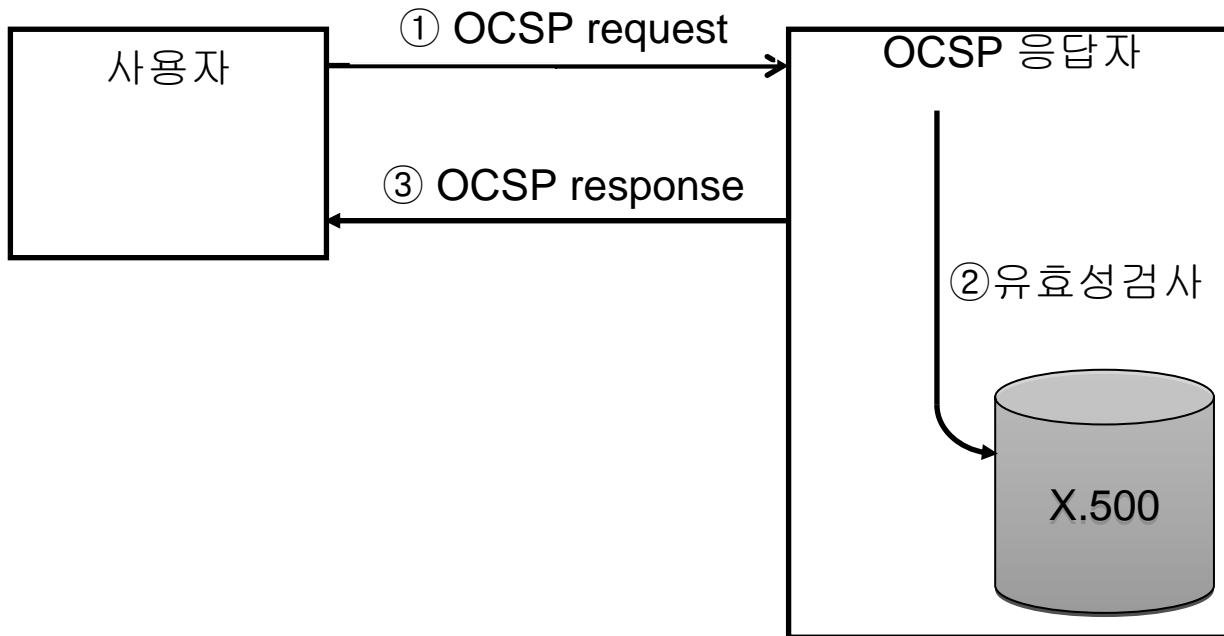 ① OCSP request
사용자
OCSP 응답자
③ OCSP response
②유효성검사
X.500